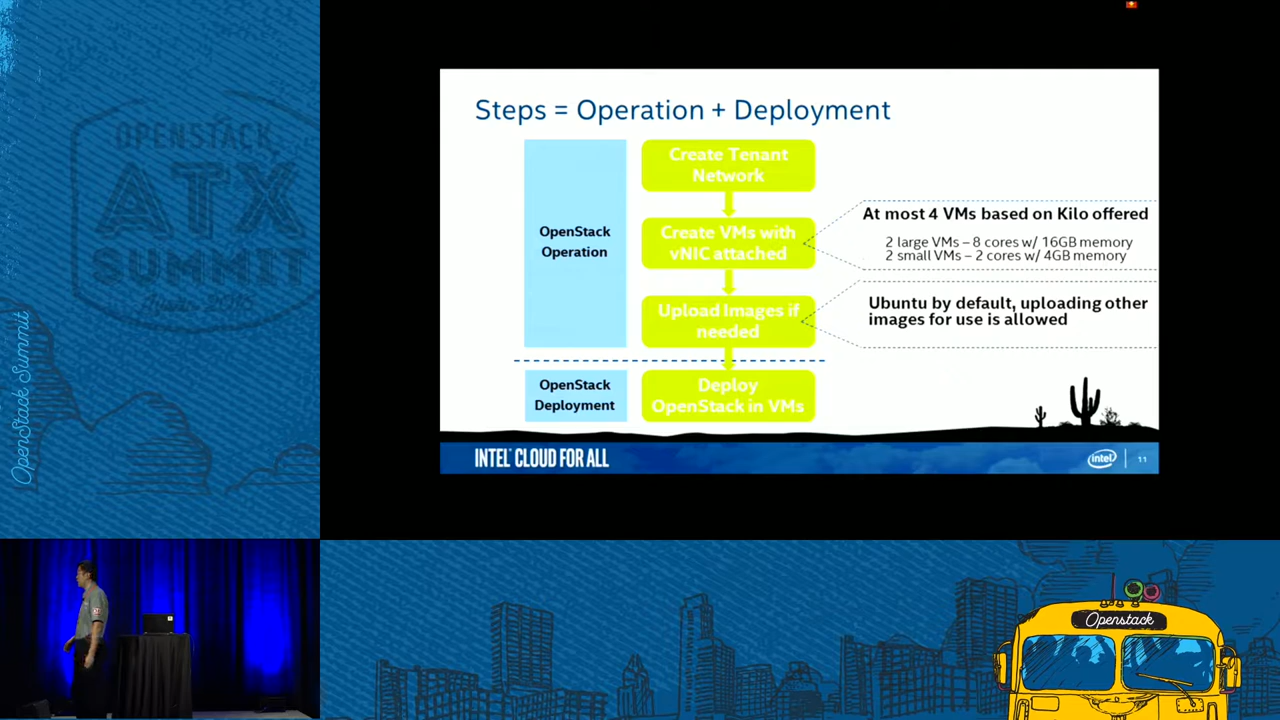 OPENSTACK
ATX
SUMMIT
OpenStack Summit
Steps = Operation + Deployment
OpenStack
Operation
Create Tenant
Network
Create VMs with
vNIC attached
Upload Images if
needed
At most 4 VMs based on Kilo offered
2 large VMs – 8 cores w/ 16GB memory
2 small VMs – 2 cores w/ 4GB memory
Ubuntu by default, uploading other
images for use is allowed
OpenStack
Deployment
Deploy
OpenStack in VMs
INTEL CLOUD FOR ALL
intel
11
Openstack